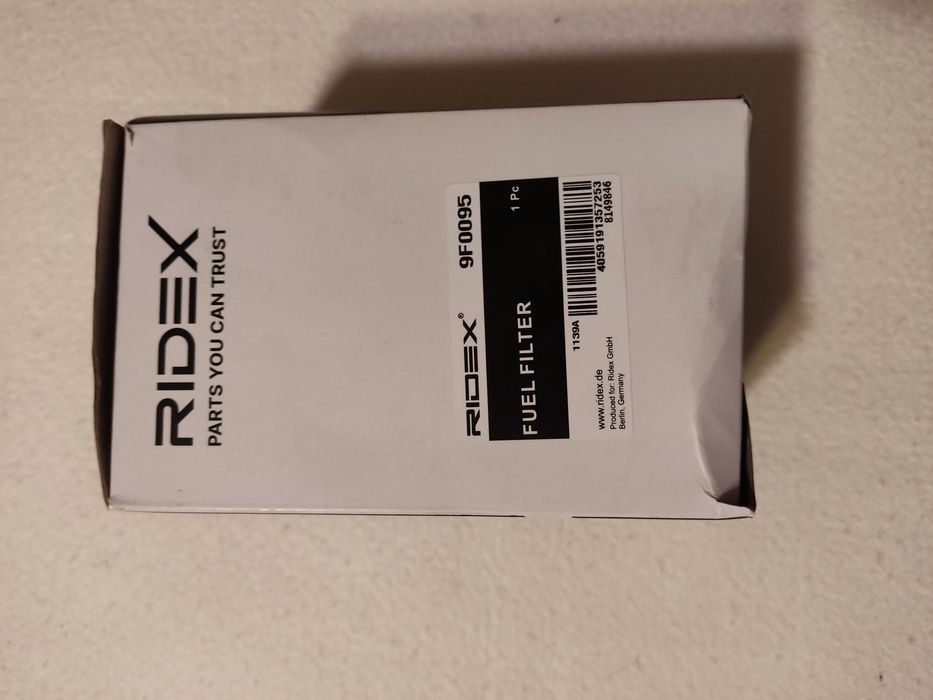 RIDEX
PARTS YOU CAN TRUST
RIDEX® 9F0095
FUEL FILTER 1 Pc
1139A
4059191357253
8149846
www.ridex.de
Produced for: Ridex GmbH
Berlin, Germany